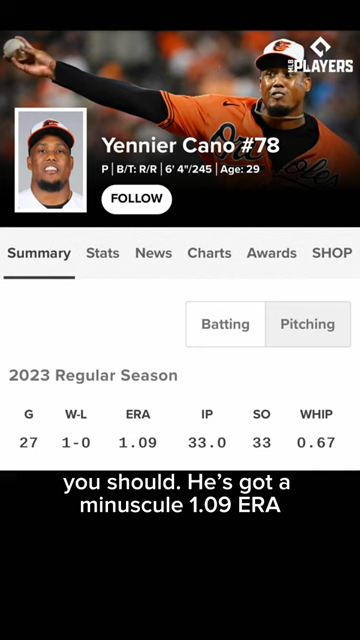 MLB PLAYERS
Yennier Cano #78
P | B/T: R/R | 6' 4"/245 | Age: 29
FOLLOW
Orioles
Summary Stats News Charts Awards SHOP
Batting Pitching
2023 Regular Season
G W-L ERA IP SO WHIP
27 1-0 1.09 33.0 33 0.67
you should. He's got a
minuscule 1.09 ERA